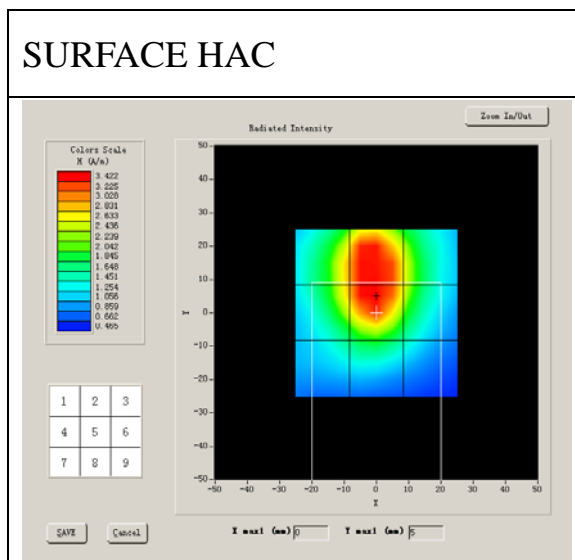 SURFACE HAC
Zoom In/Out
Radiated Intensity
Colors Scale
H (A/m)
3.422
3.225
3.028
2.831
2.633
2.436
2.239
2.042
1.845
1.648
1.451
1.254
1.056
0.859
0.662
0.465
50
40
30
20
10
0
-10
-20
-30
-40
-50
Y
-50 -40 -30 -20 -10 0 10 20 30 40 50
X
1 2 3
4 5 6
7 8 9
SAVE Cancel
X max1 (mm) 0 Y max1 (mm) 5